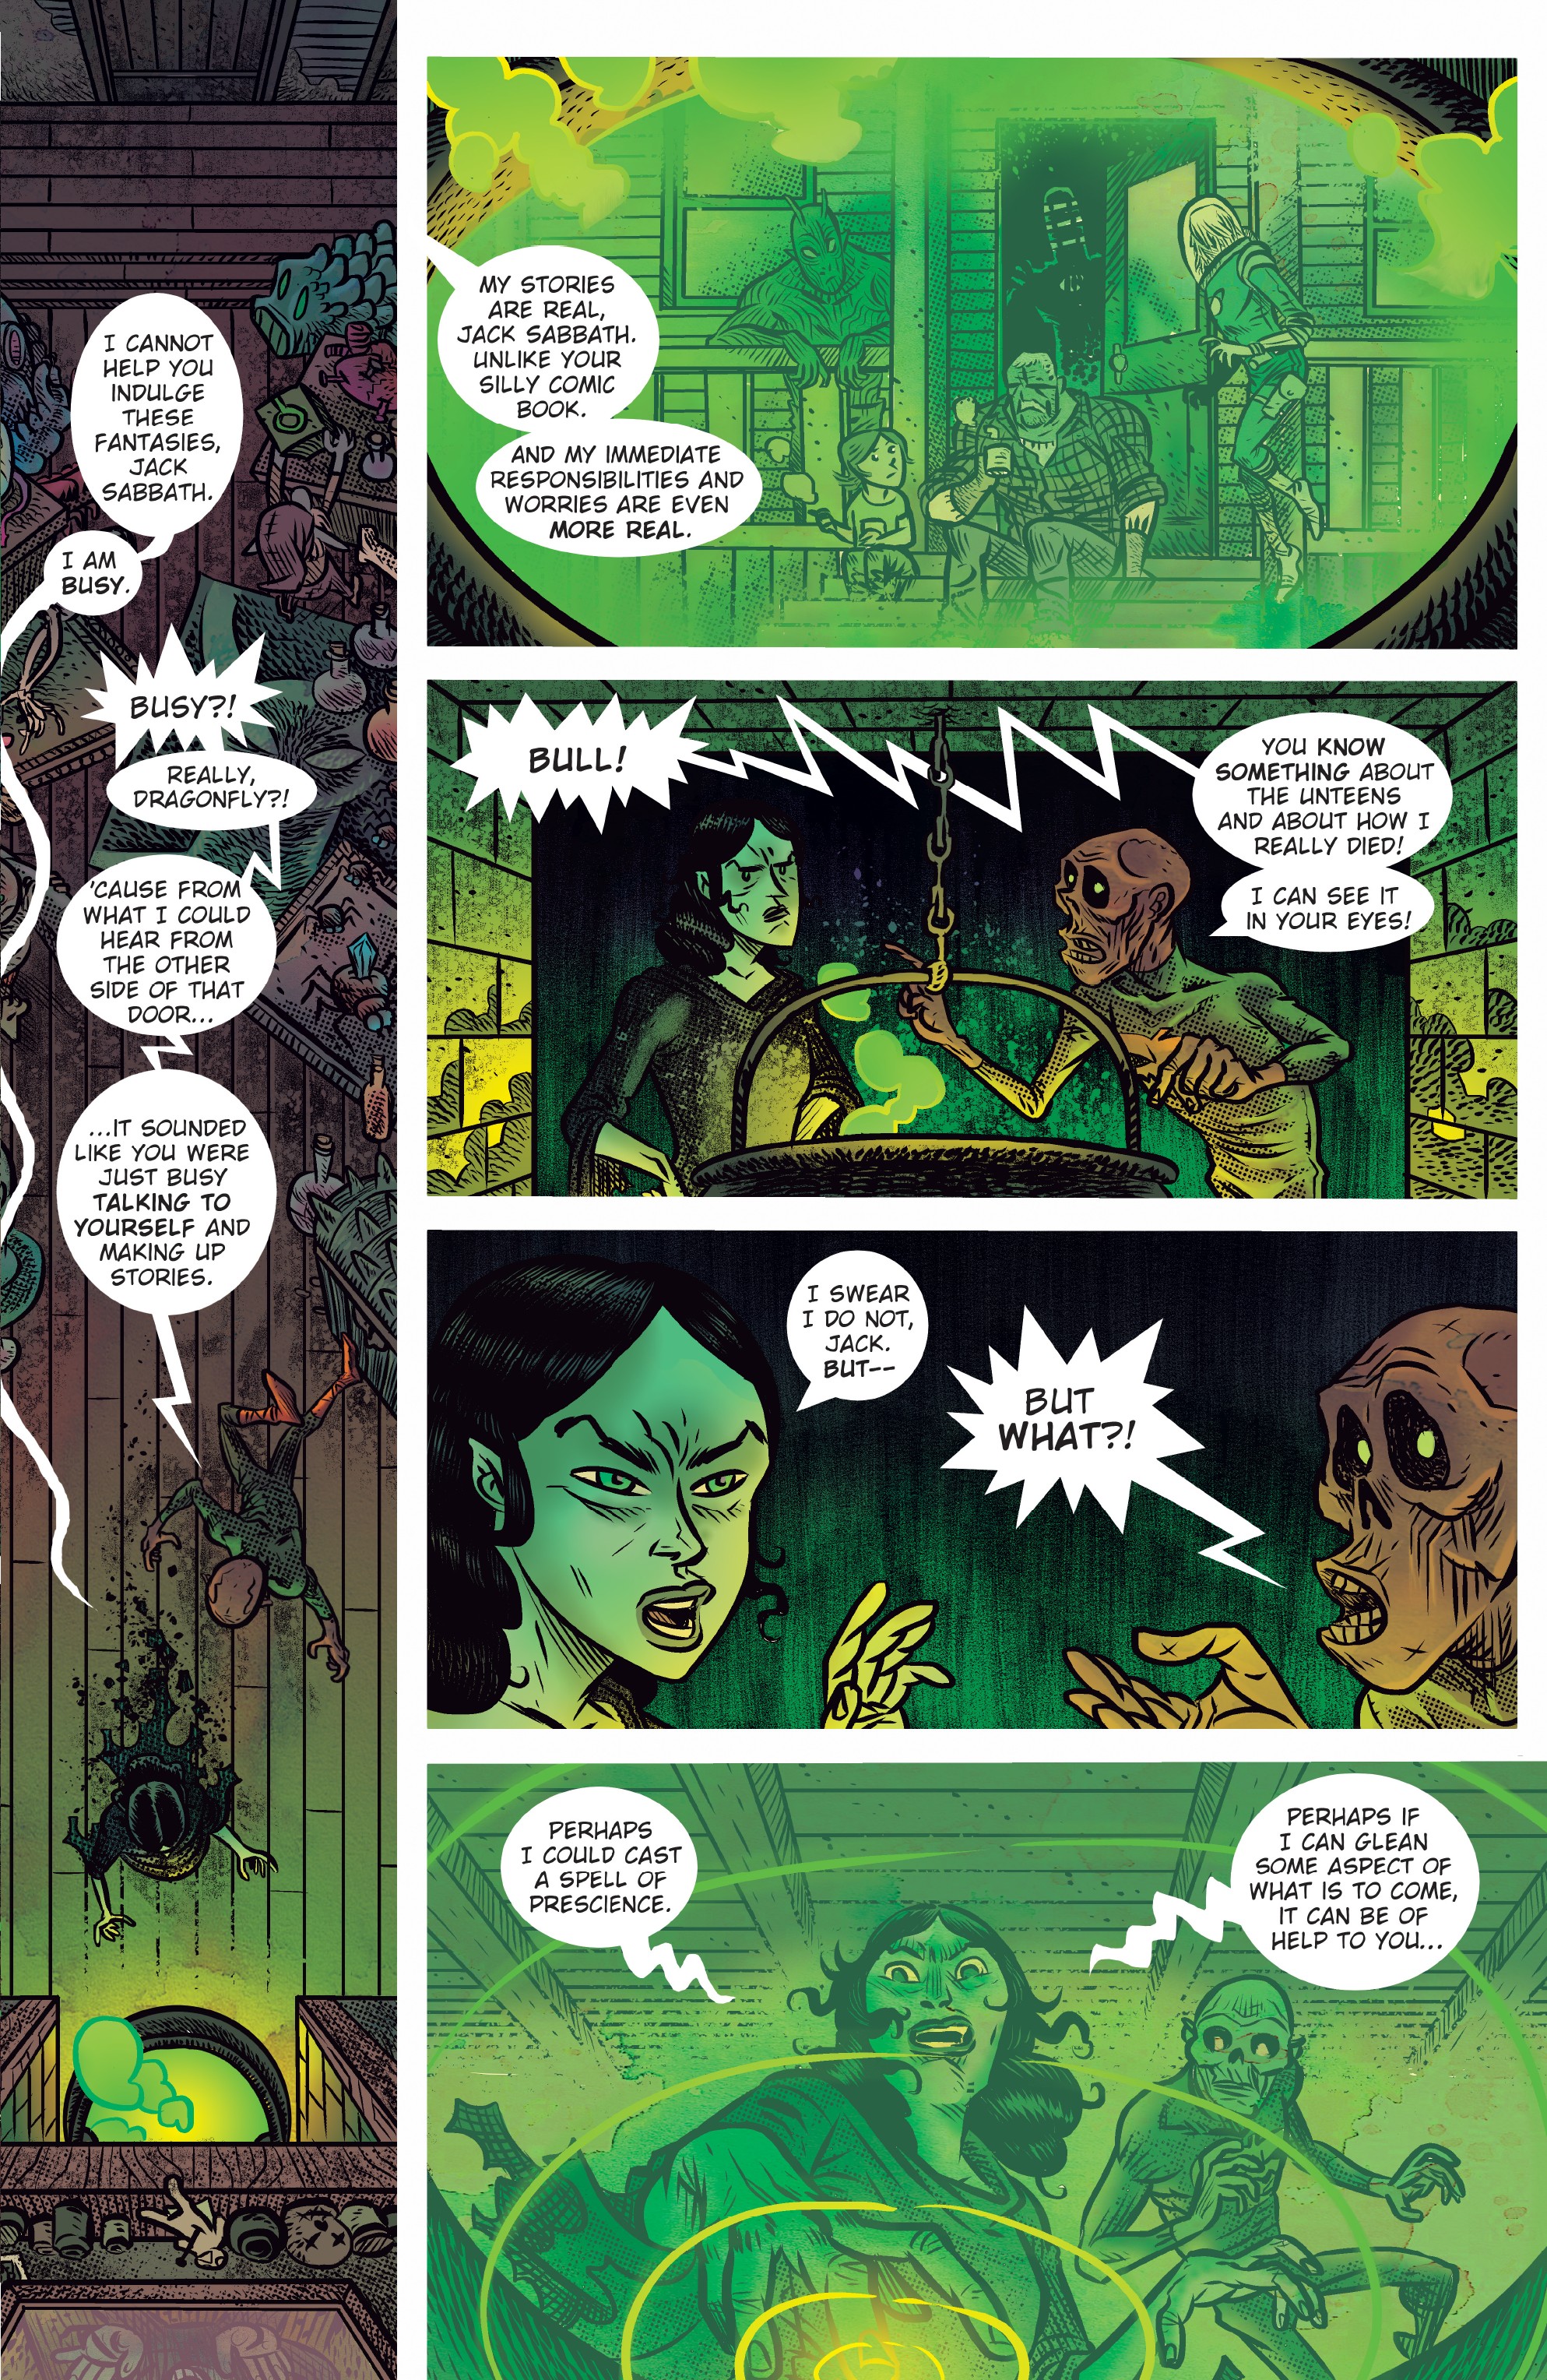 I CANNOT
HELP YOU
INDULGE
THESE
FANTASIES,
JACK
SABBATH.
I AM
BUSY.
BUSY?!
REALLY,
DRAGONFLY?!
'CAUSE FROM
WHAT I COULD
HEAR FROM
THE OTHER
SIDE OF THAT
DOOR...
...IT SOUNDED
LIKE YOU WERE
JUST BUSY
TALKING TO
YOURSELF AND
MAKING UP
STORIES.
MY STORIES
ARE REAL,
JACK SABBATH.
UNLIKE YOUR
SILLY COMIC
BOOK.
AND MY IMMEDIATE
RESPONSIBILITIES AND
WORRIES ARE EVEN
MORE REAL.
BULL!
YOU KNOW
SOMETHING ABOUT
THE UNTEENS
AND ABOUT HOW I
REALLY DIED!
I CAN SEE IT
IN YOUR EYES!
I SWEAR
I DO NOT,
JACK.
BUT--
BUT
WHAT?!
PERHAPS
I COULD CAST
A SPELL OF
PRESCIENCE.
PERHAPS IF
I CAN GLEAN
SOME ASPECT OF
WHAT IS TO COME,
IT CAN BE OF
HELP TO YOU...